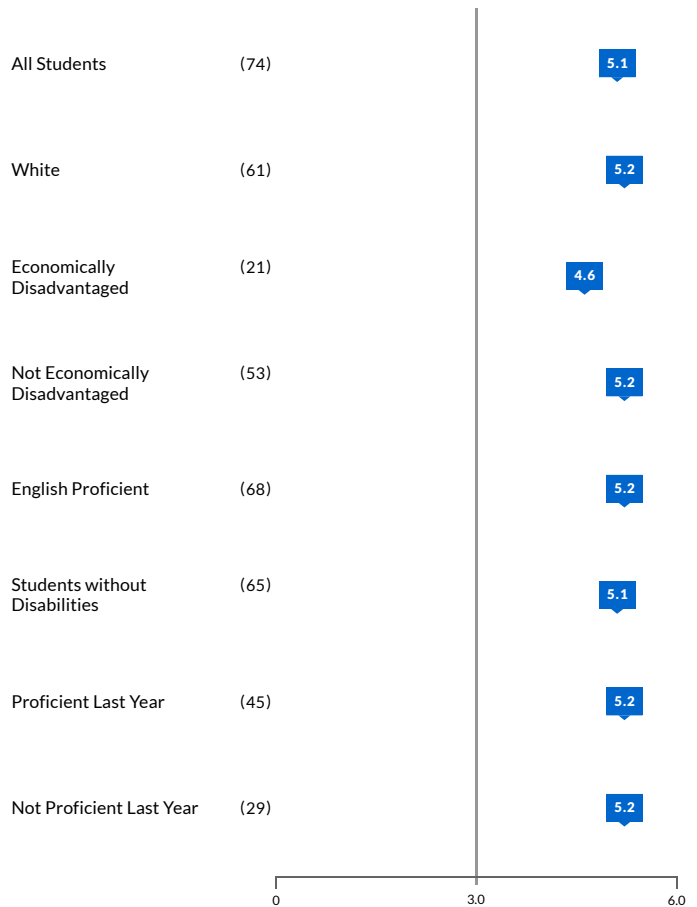 All Students (74) 5.1
White (61) 5.2
Economically (21) 4.6
Disadvantaged
Not Economically (53) 5.2
Disadvantaged
English Proficient (68) 5.2
Students without (65) 5.1
Disabilities
Proficient Last Year (45) 5.2
Not Proficient Last Year (29) 5.2
0 3.0 6.0